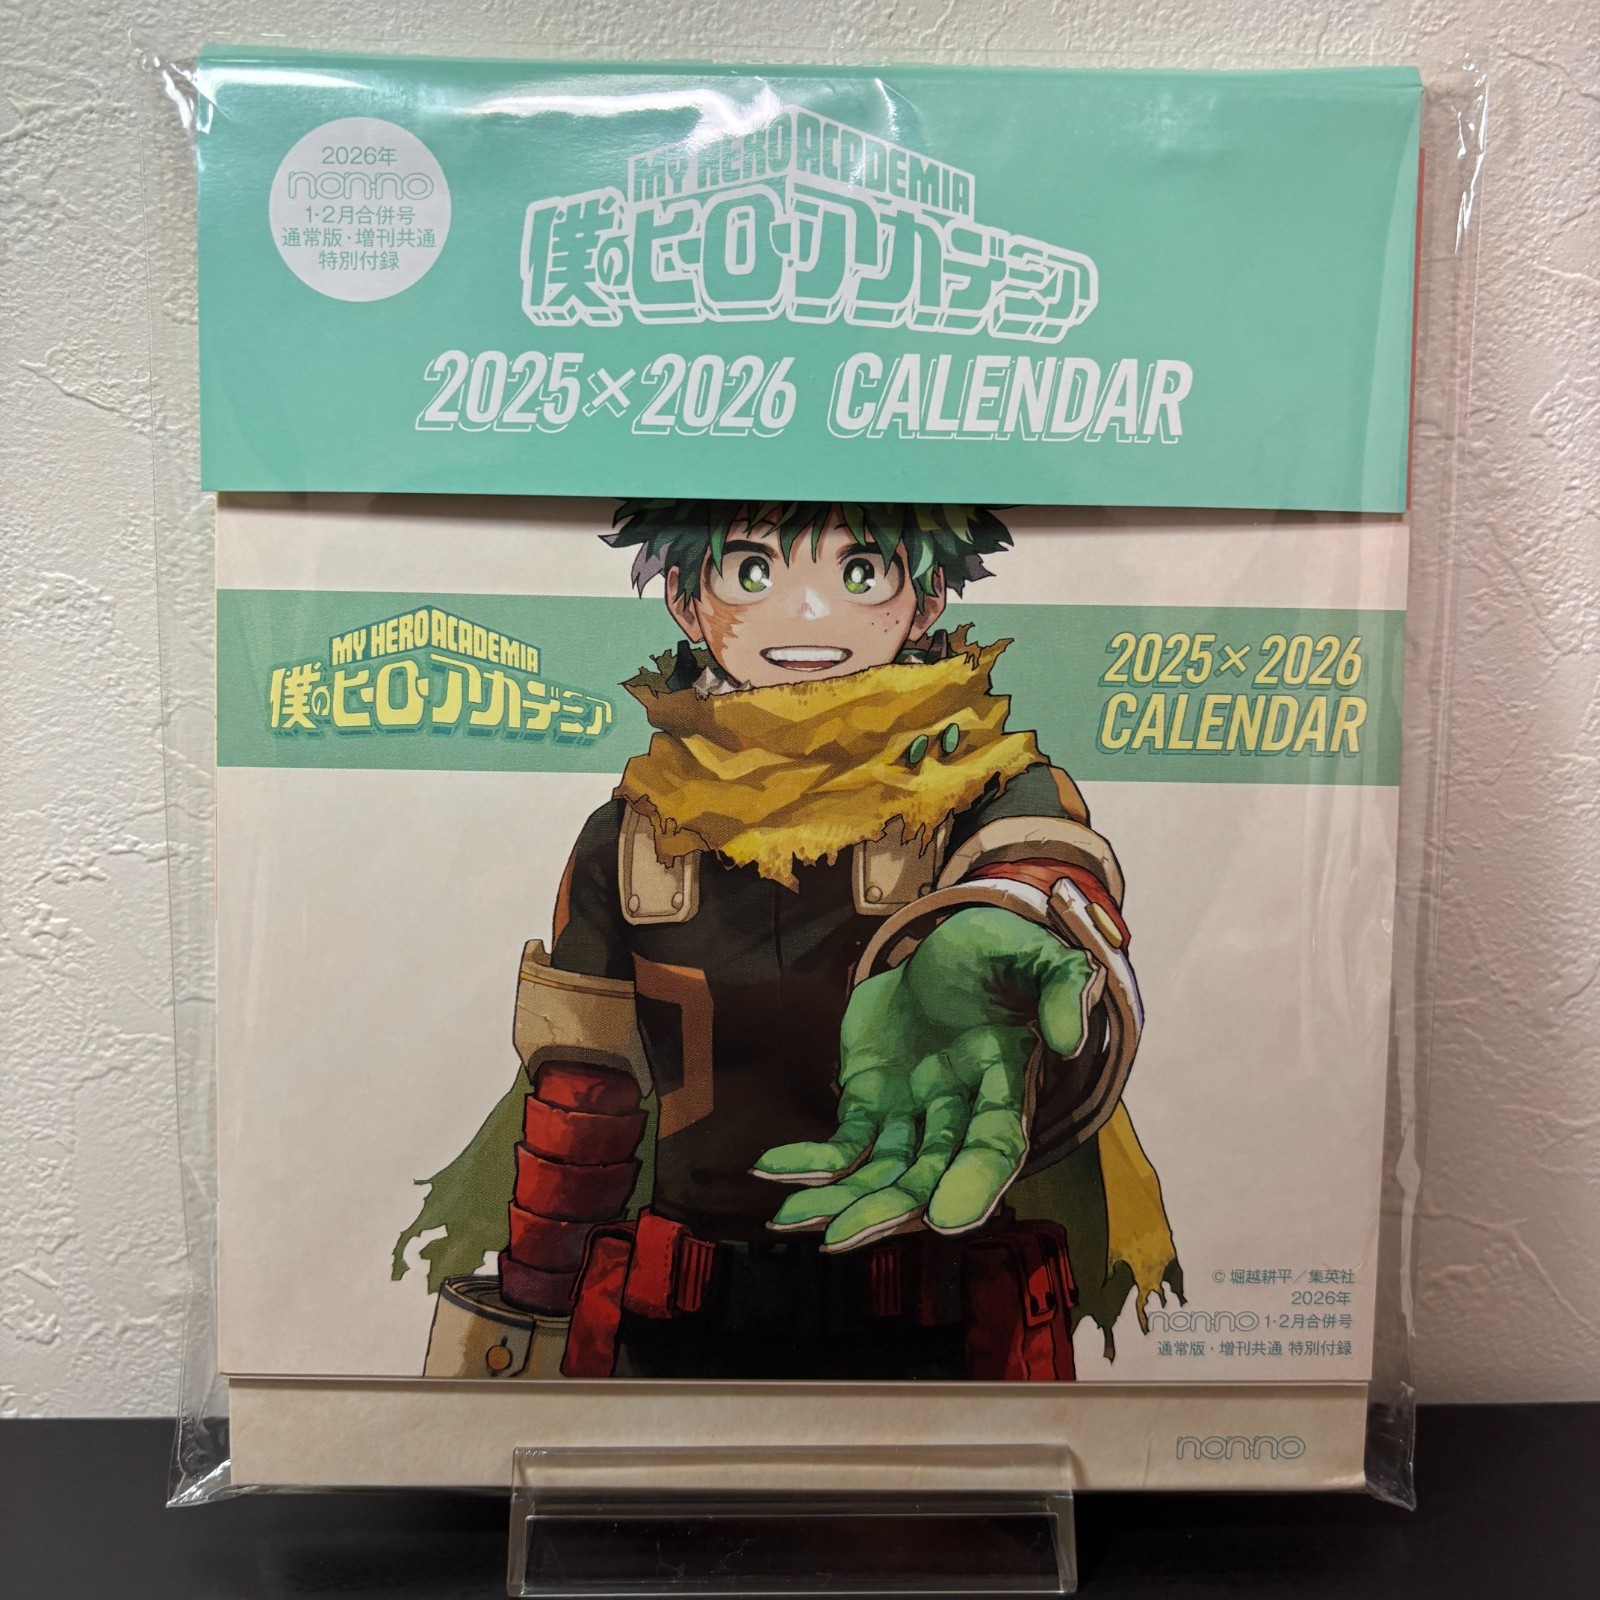 2026年
non-no
1・2月合併号
通常版・増刊共通
特別付録
MY HERO ACADEMIA
僕のヒーローアカデミア
2025×2026 CALENDAR
MY HERO ACADEMIA
僕のヒーローアカデミア
2025×2026
CALENDAR
© 堀越耕平／集英社
2026年
non-no 1・2月合併号
通常版・増刊共通 特別付録
non-no